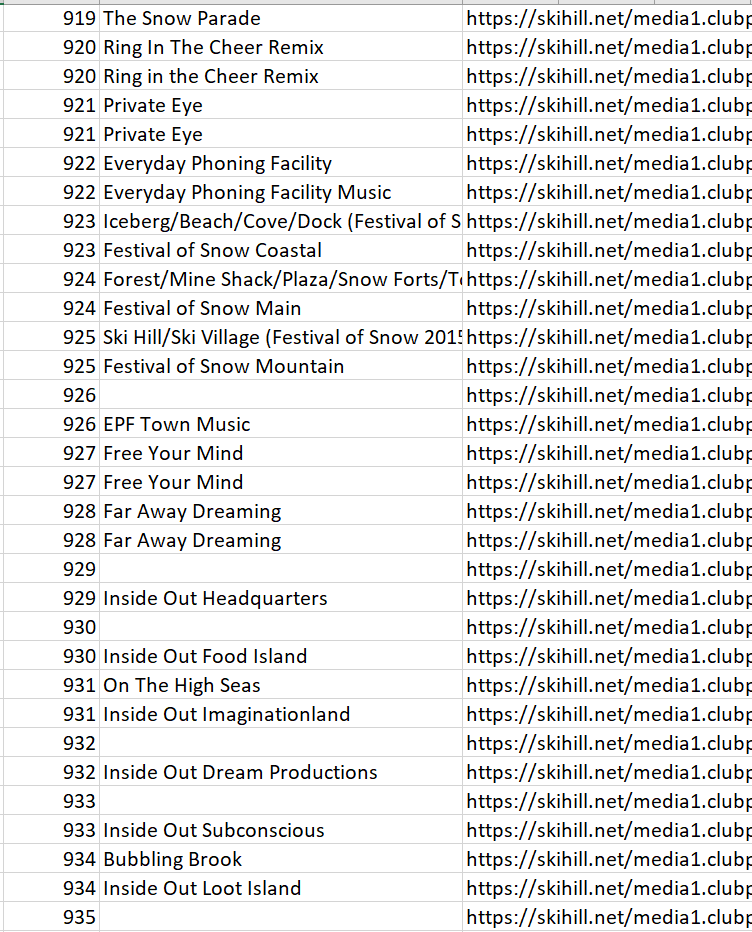 919 The Snow Parade https://skihill.net/media1.clubp
920 Ring In The Cheer Remix https://skihill.net/media1.clubp
920 Ring in the Cheer Remix https://skihill.net/media1.clubp
921 Private Eye https://skihill.net/media1.clubp
921 Private Eye https://skihill.net/media1.clubp
922 Everyday Phoning Facility https://skihill.net/media1.clubp
922 Everyday Phoning Facility Music https://skihill.net/media1.clubp
923 Iceberg/Beach/Cove/Dock (Festival of S https://skihill.net/media1.clubp
923 Festival of Snow Coastal https://skihill.net/media1.clubp
924 Forest/Mine Shack/Plaza/Snow Forts/To https://skihill.net/media1.clubp
924 Festival of Snow Main https://skihill.net/media1.clubp
925 Ski Hill/Ski Village (Festival of Snow 2015 https://skihill.net/media1.clubp
925 Festival of Snow Mountain https://skihill.net/media1.clubp
926 https://skihill.net/media1.clubp
926 EPF Town Music https://skihill.net/media1.clubp
927 Free Your Mind https://skihill.net/media1.clubp
927 Free Your Mind https://skihill.net/media1.clubp
928 Far Away Dreaming https://skihill.net/media1.clubp
928 Far Away Dreaming https://skihill.net/media1.clubp
929 https://skihill.net/media1.clubp
929 Inside Out Headquarters https://skihill.net/media1.clubp
930 https://skihill.net/media1.clubp
930 Inside Out Food Island https://skihill.net/media1.clubp
931 On The High Seas https://skihill.net/media1.clubp
931 Inside Out Imaginationland https://skihill.net/media1.clubp
932 https://skihill.net/media1.clubp
932 Inside Out Dream Productions https://skihill.net/media1.clubp
933 https://skihill.net/media1.clubp
933 Inside Out Subconscious https://skihill.net/media1.clubp
934 Bubbling Brook https://skihill.net/media1.clubp
934 Inside Out Loot Island https://skihill.net/media1.clubp
935 https://skihill.net/media1.clubp